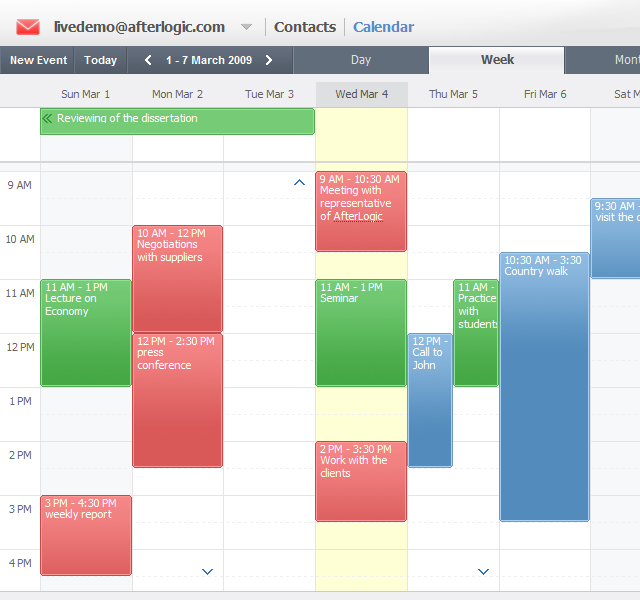 livedemo@afterlogic.com Contacts Calendar
New Event Today 1 - 7 March 2009 Day Week Mont
Sun Mar 1 Mon Mar 2 Tue Mar 3 Wed Mar 4 Thu Mar 5 Fri Mar 6 Sat M
Reviewing of the dissertation
9 AM
10 AM
11 AM
12 PM
1 PM
2 PM
3 PM
4 PM
11 AM - 1 PM
Lecture on
Economy
3 PM - 4:30 PM
weekly report
10 AM - 12 PM
Negotiations
with suppliers
12 PM - 2:30 PM
press
conference
9 AM - 10:30 AM
Meeting with
representative
of AfterLogic
11 AM - 1 PM
Seminar
2 PM - 3:30 PM
Work with the
clients
12 PM -
Call to
John
11 AM -
Practice
with
students
10:30 AM - 3:30
Country walk
9:30 AM -
visit the d